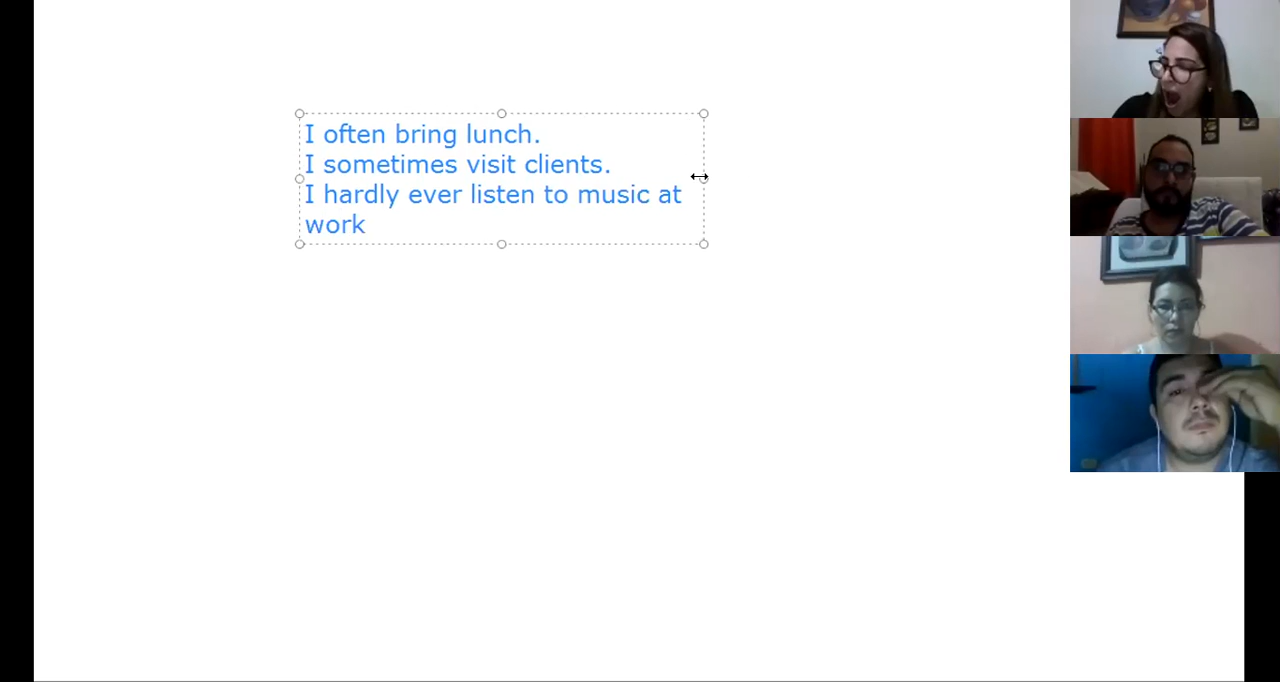 I often bring lunch.
I sometimes visit clients.
I hardly ever listen to music at
work